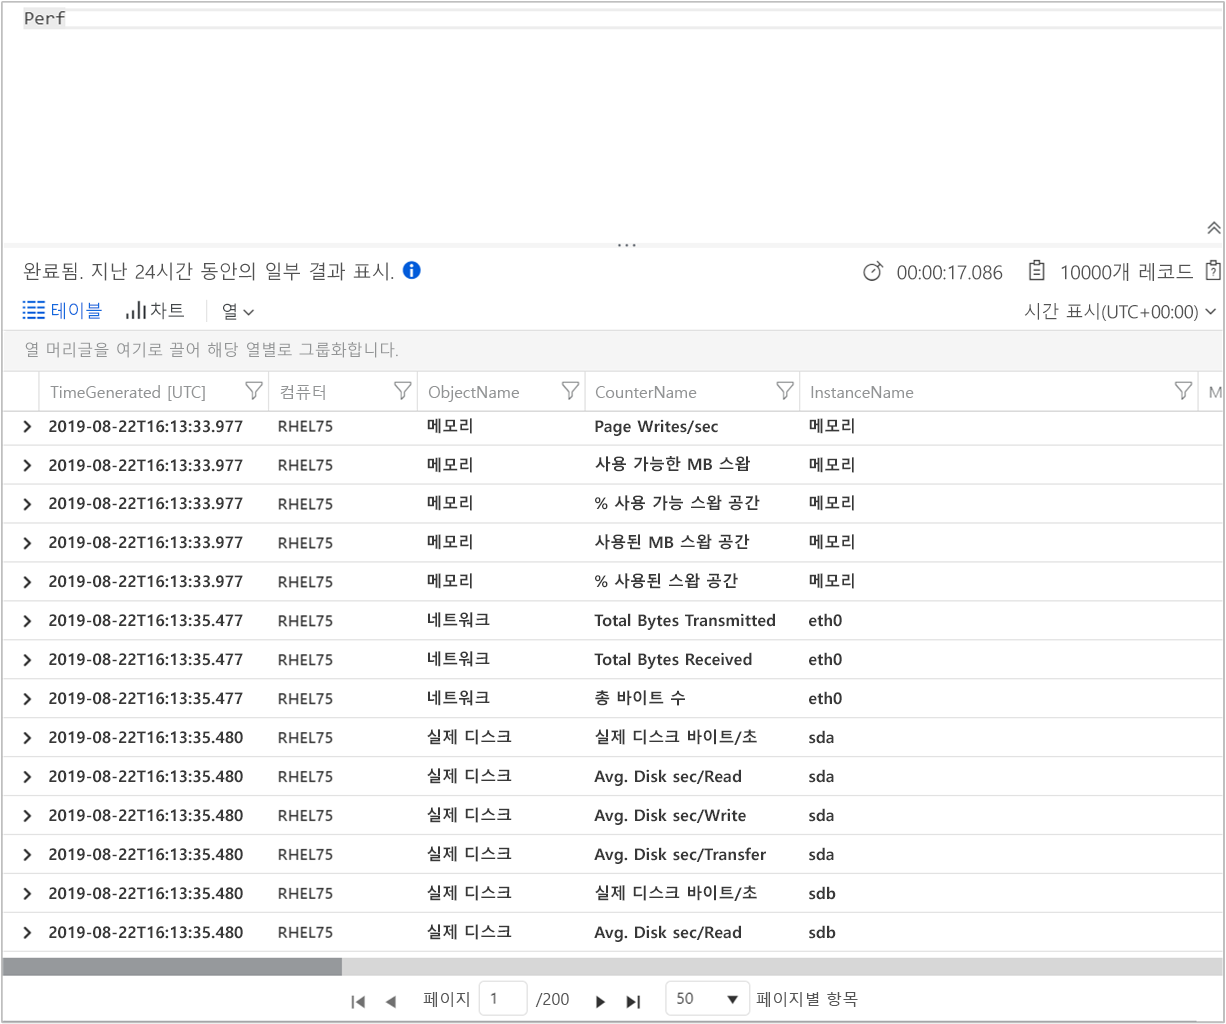 Perf
완료됨. 지난 24시간 동안의 일부 결과 표시. 00:00:17.086 10000개 레코드
테이블 차트 열 시간 표시(UTC+00:00)
열 머리글을 여기로 끌어 해당 열별로 그룹화합니다.
TimeGenerated [UTC] 컴퓨터 ObjectName CounterName InstanceName M
2019-08-22T16:13:33.977 RHEL75 메모리 Page Writes/sec 메모리
2019-08-22T16:13:33.977 RHEL75 메모리 사용 가능한 MB 스왑 메모리
2019-08-22T16:13:33.977 RHEL75 메모리 % 사용 가능 스왑 공간 메모리
2019-08-22T16:13:33.977 RHEL75 메모리 사용된 MB 스왑 공간 메모리
2019-08-22T16:13:33.977 RHEL75 메모리 % 사용된 스왑 공간 메모리
2019-08-22T16:13:35.477 RHEL75 네트워크 Total Bytes Transmitted eth0
2019-08-22T16:13:35.477 RHEL75 네트워크 Total Bytes Received eth0
2019-08-22T16:13:35.477 RHEL75 네트워크 총 바이트 수 eth0
2019-08-22T16:13:35.480 RHEL75 실제 디스크 실제 디스크 바이트/초 sda
2019-08-22T16:13:35.480 RHEL75 실제 디스크 Avg. Disk sec/Read sda
2019-08-22T16:13:35.480 RHEL75 실제 디스크 Avg. Disk sec/Write sda
2019-08-22T16:13:35.480 RHEL75 실제 디스크 Avg. Disk sec/Transfer sda
2019-08-22T16:13:35.480 RHEL75 실제 디스크 실제 디스크 바이트/초 sdb
2019-08-22T16:13:35.480 RHEL75 실제 디스크 Avg. Disk sec/Read sdb
페이지 1 /200 50 페이지별 항목